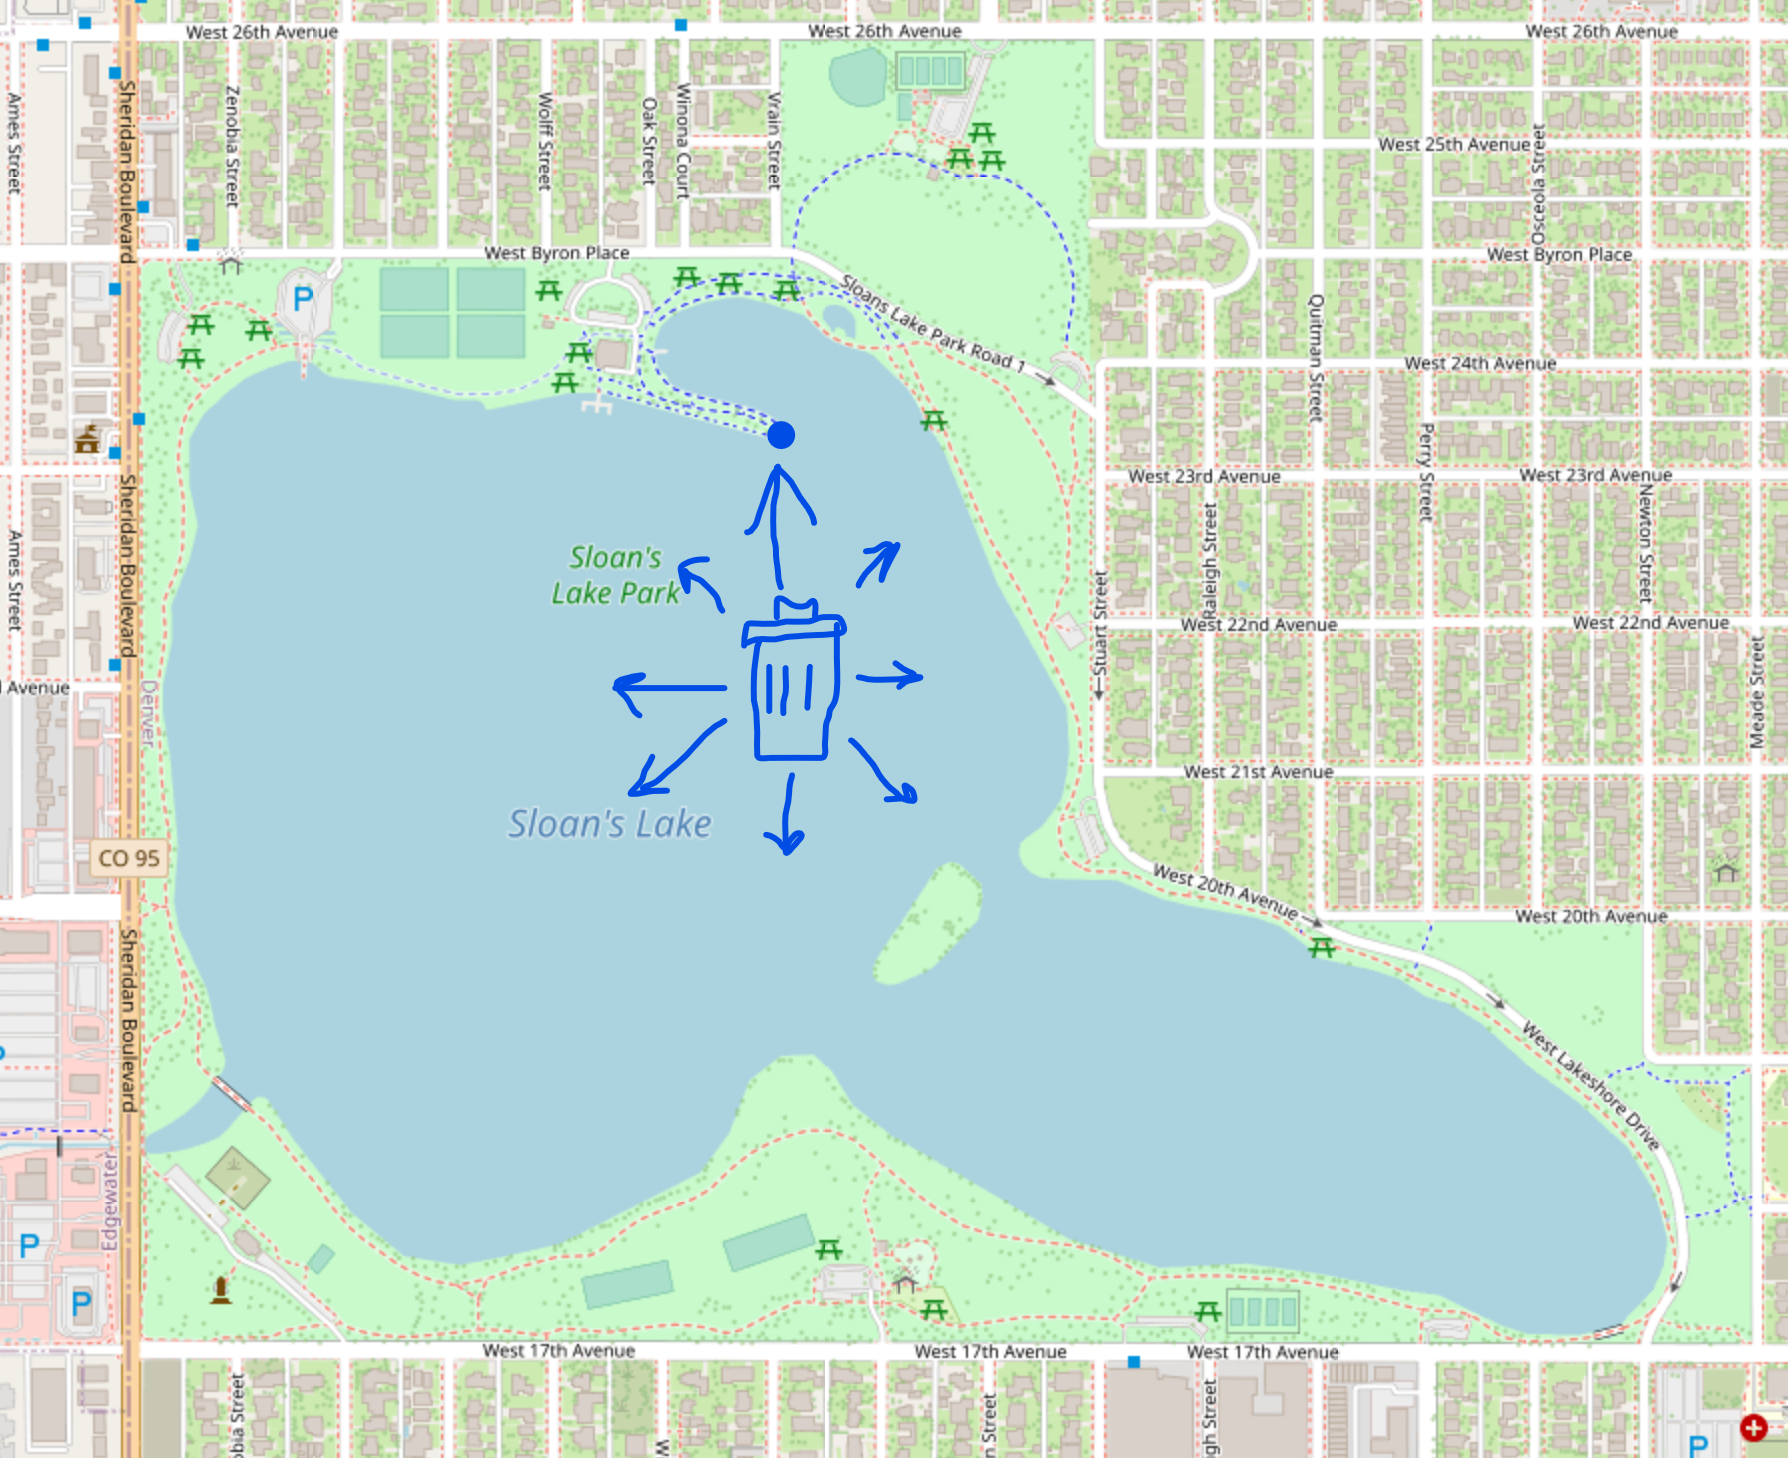 West 26th Avenue
West 26th Avenue
West 26th Avenue
Ames Street
Sheridan Boulevard
Zenobia Street
Wolff Street
Oak Street
Winona Court
Vrain Street
West 25th Avenue
Osceola Street
West Byron Place
West Byron Place
P
Sloans Lake Park Road 1
Quitman Street
West 24th Avenue
Perry Street
West 23rd Avenue
West 23rd Avenue
Newton Street
Ames Street
Sheridan Boulevard
Sloan's
Lake Park
Raleigh Street
Stuart Street
West 22nd Avenue
West 22nd Avenue
Meade Street
Avenue
Denver
West 21st Avenue
Sloan's Lake
CO 95
West 20th Avenue
West 20th Avenue
Sheridan Boulevard
West Lakeshore Drive
Edgewater
P
P
West 17th Avenue
West 17th Avenue
West 17th Avenue
obia Street
W
n Street
igh Street
P